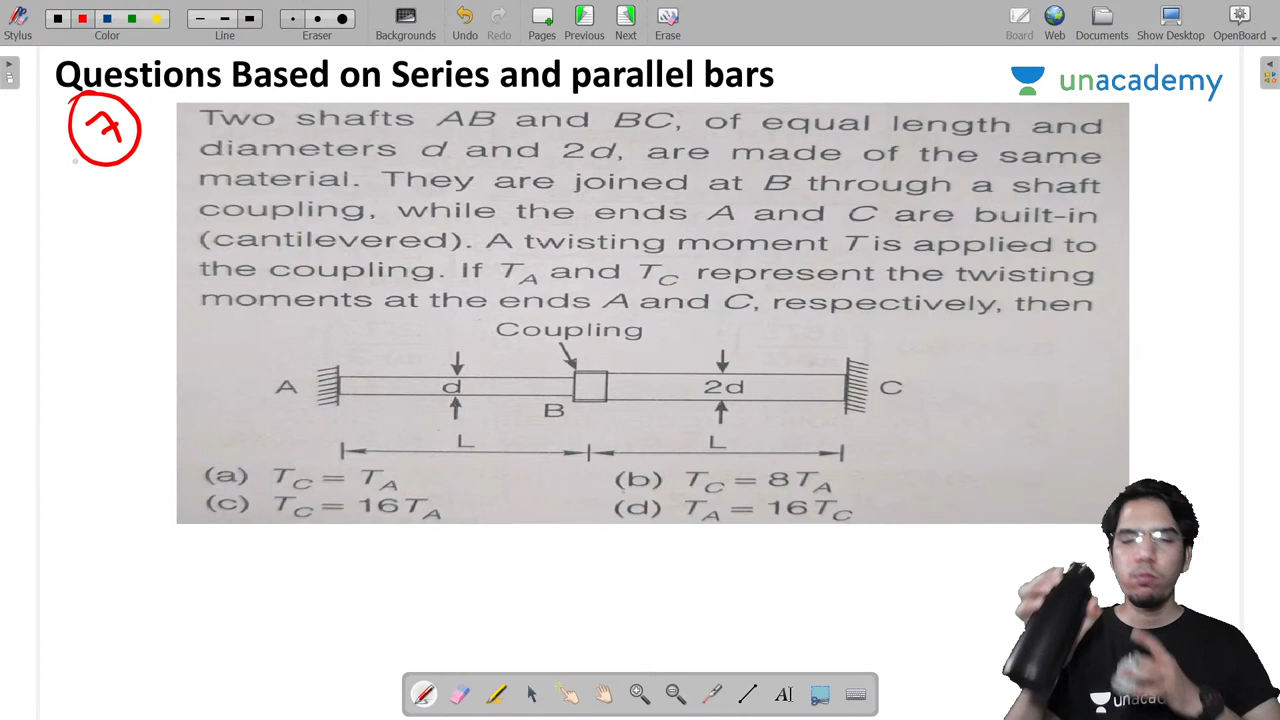 Stylus
Color
Line
Eraser
Backgrounds
Undo
Redo
Pages
Previous
Next
Erase
Board
Web
Documents
Show Desktop
OpenBoard
Questions Based on Series and parallel bars
unacademy
7
Two shafts AB and BC, of equal length and
diameters d and 2d, are made of the same
material. They are joined at B through a shaft
coupling, while the ends A and C are built-in
(cantilevered). A twisting moment T is applied to
the coupling. If T_A and T_C represent the twisting
moments at the ends A and C, respectively, then
Coupling
A
d
B
2d
C
L
L
(a) T_C = T_A
(b) T_C = 8T_A
(c) T_C = 16T_A
(d) T_A = 16T_C
unacademy
AI